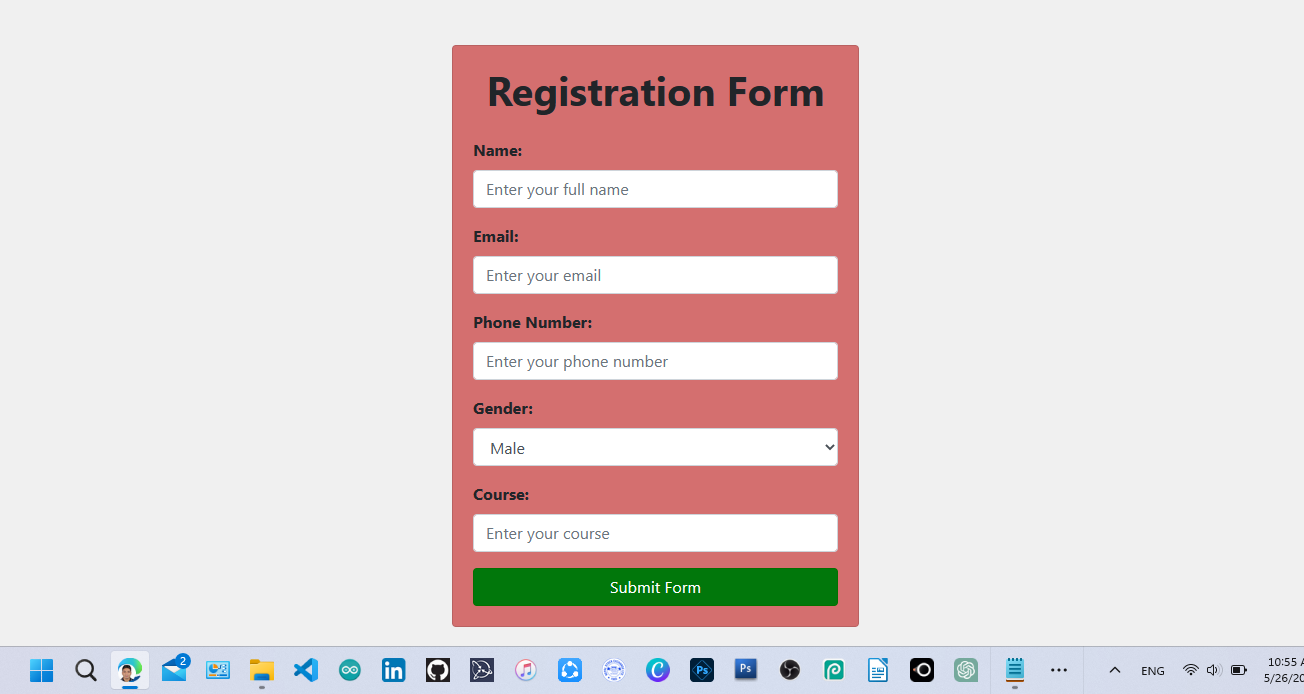 Registration Form
Name:
Enter your full name
Email:
Enter your email
Phone Number:
Enter your phone number
Gender:
Male
Course:
Enter your course
Submit Form
2
in
C
Ps
Ps
ENG
10:55 A
5/26/20